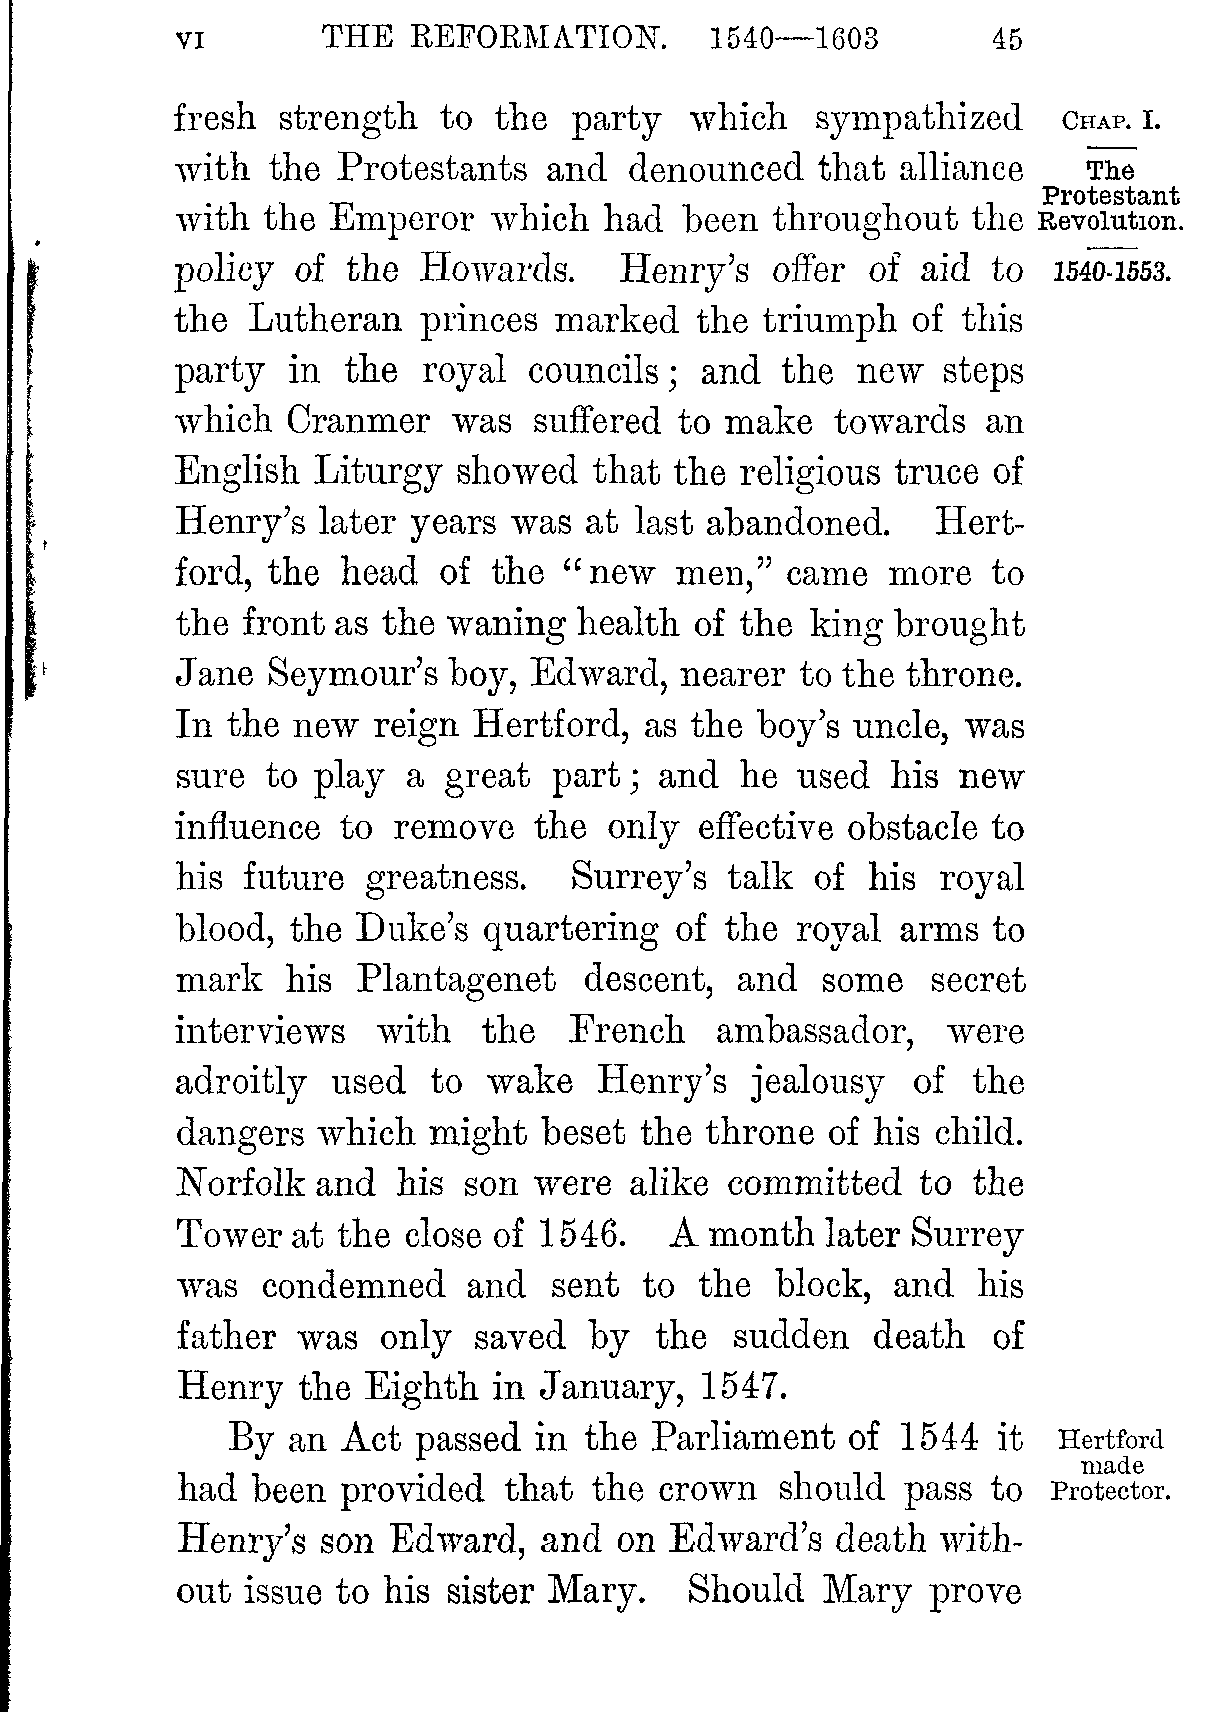 VI THE REFORMATION. 1540—1603 45
fresh strength to the party which sympathized
with the Protestants and denounced that alliance
with the Emperor which had been throughout the
policy of the Howards. Henry's offer of aid to
the Lutheran princes marked the triumph of this
party in the royal councils; and the new steps
which Cranmer was suffered to make towards an
English Liturgy showed that the religious truce of
Henry's later years was at last abandoned. Hert-
ford, the head of the "new men," came more to
the front as the waning health of the king brought
Jane Seymour's boy, Edward, nearer to the throne.
In the new reign Hertford, as the boy's uncle, was
sure to play a great part; and he used his new
influence to remove the only effective obstacle to
his future greatness. Surrey's talk of his royal
blood, the Duke's quartering of the royal arms to
mark his Plantagenet descent, and some secret
interviews with the French ambassador, were
adroitly used to wake Henry's jealousy of the
dangers which might beset the throne of his child.
Norfolk and his son were alike committed to the
Tower at the close of 1546. A month later Surrey
was condemned and sent to the block, and his
father was only saved by the sudden death of
Henry the Eighth in January, 1547.
By an Act passed in the Parliament of 1544 it
had been provided that the crown should pass to
Henry's son Edward, and on Edward's death with-
out issue to his sister Mary. Should Mary prove
CHAP. I.
The
Protestant
Revolution.
1540-1553.
Hertford
made
Protector.